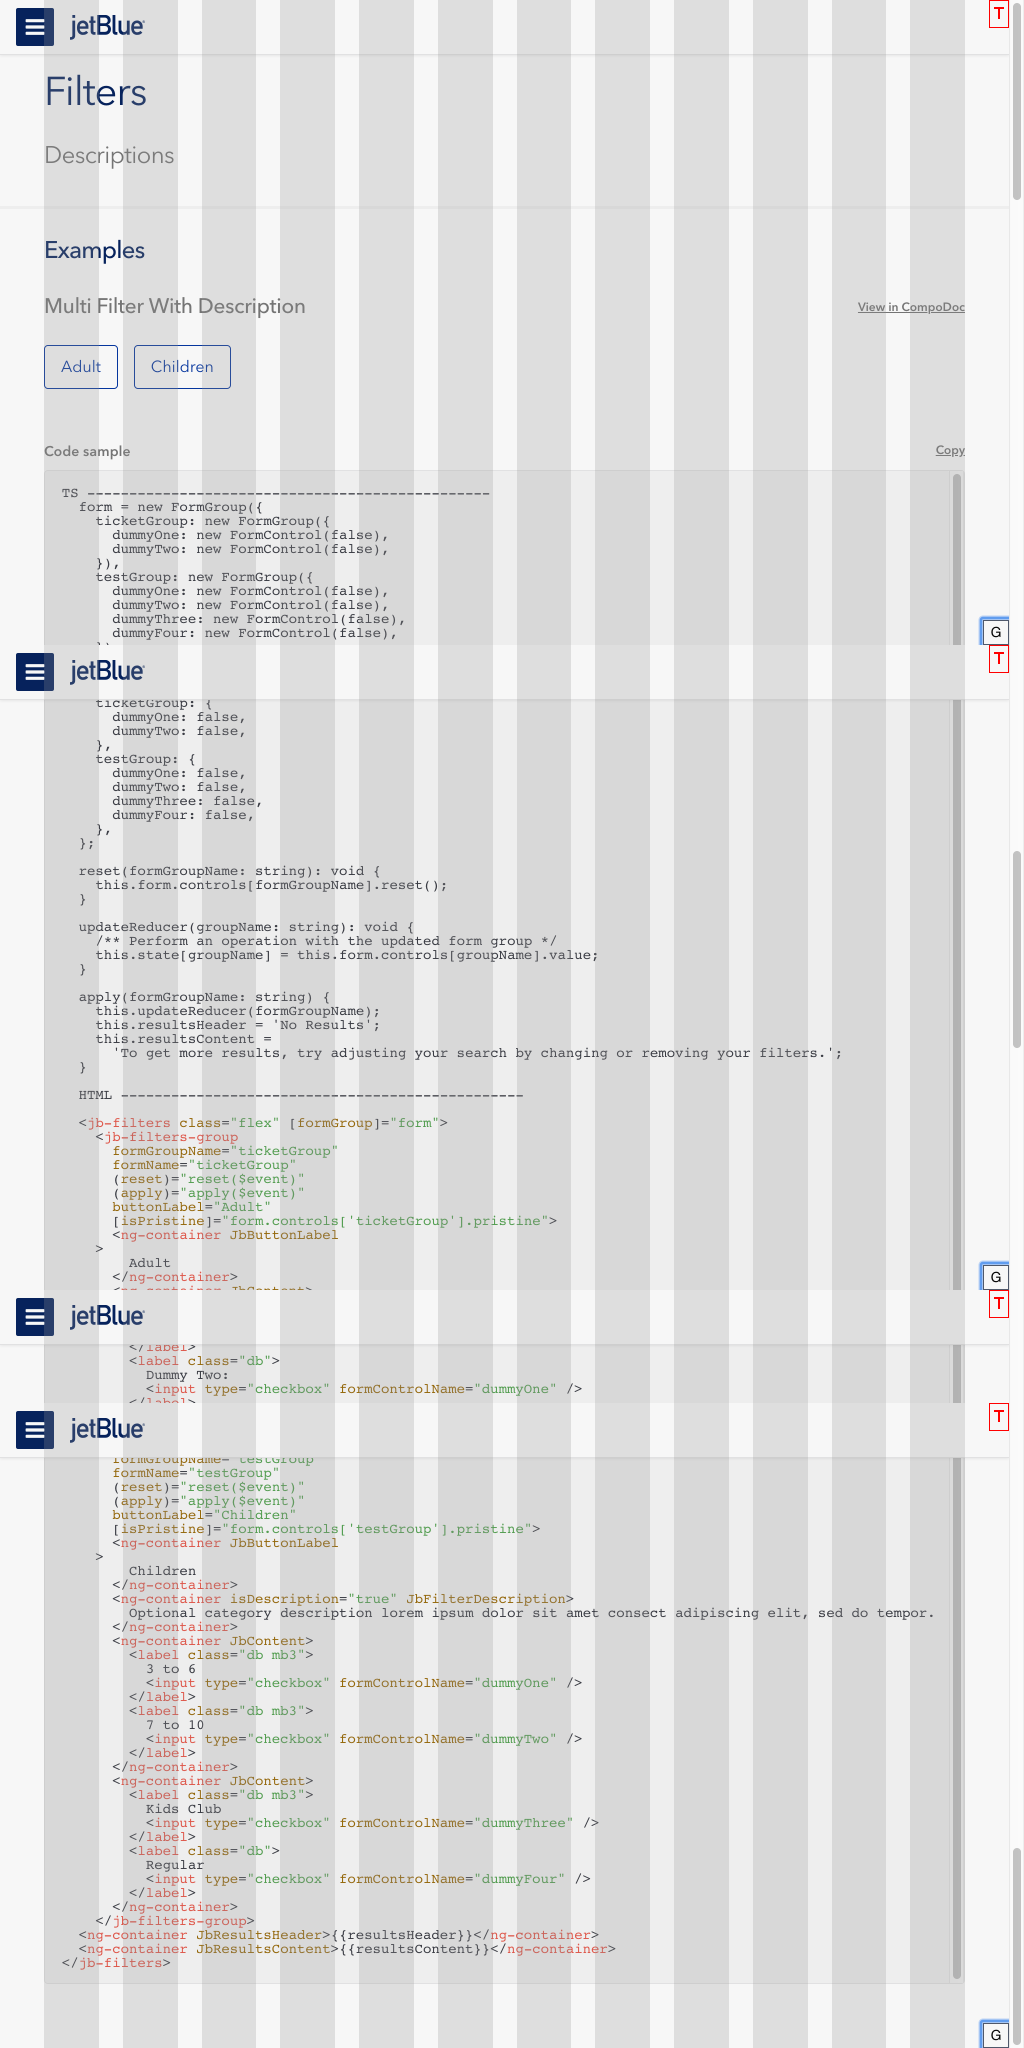 jetBlue
T
Filters
Descriptions
Examples
Multi Filter With Description
View in CompoDoc
Adult
Children
Code sample
Copy
TS ------------------------------------------------
  form = new FormGroup({
    ticketGroup: new FormGroup({
      dummyOne: new FormControl(false),
      dummyTwo: new FormControl(false),
    }),
    testGroup: new FormGroup({
      dummyOne: new FormControl(false),
      dummyTwo: new FormControl(false),
      dummyThree: new FormControl(false),
      dummyFour: new FormControl(false),
G
jetBlue
T
    ticketGroup: {
      dummyOne: false,
      dummyTwo: false,
    },
    testGroup: {
      dummyOne: false,
      dummyTwo: false,
      dummyThree: false,
      dummyFour: false,
    },
  };
  reset(formGroupName: string): void {
    this.form.controls[formGroupName].reset();
  }
  updateReducer(groupName: string): void {
    /** Perform an operation with the updated form group */
    this.state[groupName] = this.form.controls[groupName].value;
  }
  apply(formGroupName: string) {
    this.updateReducer(formGroupName);
    this.resultsHeader = 'No Results';
    this.resultsContent =
      'To get more results, try adjusting your search by changing or removing your filters.';
  }
  HTML ------------------------------------------------
  <jb-filters class="flex" [formGroup]="form">
    <jb-filters-group
      formGroupName="ticketGroup"
      formName="ticketGroup"
      (reset)="reset($event)"
      (apply)="apply($event)"
      buttonLabel="Adult"
      [isPristine]="form.controls['ticketGroup'].pristine">
      <ng-container JbButtonLabel
    >
        Adult
      </ng-container>
      <ng-container JbContent>
G
jetBlue
T
        </label>
        <label class="db">
          Dummy Two:
          <input type="checkbox" formControlName="dummyOne" />
        </label>
jetBlue
T
      formGroupName="testGroup"
      formName="testGroup"
      (reset)="reset($event)"
      (apply)="apply($event)"
      buttonLabel="Children"
      [isPristine]="form.controls['testGroup'].pristine">
      <ng-container JbButtonLabel
    >
        Children
      </ng-container>
      <ng-container isDescription="true" JbFilterDescription>
        Optional category description lorem ipsum dolor sit amet consect adipiscing elit, sed do tempor.
      </ng-container>
      <ng-container JbContent>
        <label class="db mb3">
          3 to 6
          <input type="checkbox" formControlName="dummyOne" />
        </label>
        <label class="db mb3">
          7 to 10
          <input type="checkbox" formControlName="dummyTwo" />
        </label>
      </ng-container>
      <ng-container JbContent>
        <label class="db mb3">
          Kids Club
          <input type="checkbox" formControlName="dummyThree" />
        </label>
        <label class="db">
          Regular
          <input type="checkbox" formControlName="dummyFour" />
        </label>
      </ng-container>
    </jb-filters-group>
  <ng-container JbResultsHeader>{{resultsHeader}}</ng-container>
  <ng-container JbResultsContent>{{resultsContent}}</ng-container>
</jb-filters>
G